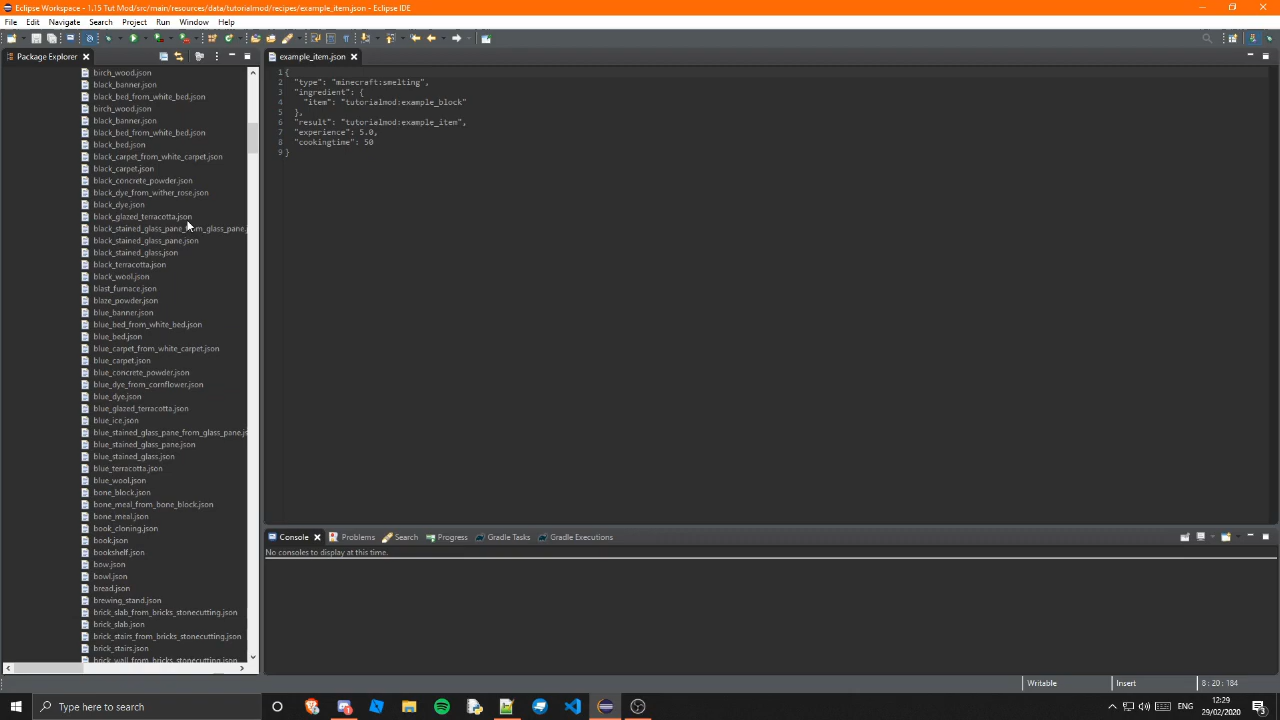 Eclipse Workspace - 1.15 Tut Mod/src/main/resources/data/tutorialmod/recipes/example_item.json - Eclipse IDE
File Edit Navigate Search Project Run Window Help
Package Explorer
birch_wood.json
black_banner.json
black_bed_from_white_bed.json
birch_wood.json
black_banner.json
black_bed_from_white_bed.json
black_bed.json
black_carpet_from_white_carpet.json
black_carpet.json
black_concrete_powder.json
black_dye_from_wither_rose.json
black_dye.json
black_glazed_terracotta.json
black_stained_glass_pane_from_glass_pane.
black_stained_glass_pane.json
black_stained_glass.json
black_terracotta.json
black_wool.json
blast_furnace.json
blaze_powder.json
blue_banner.json
blue_bed_from_white_bed.json
blue_bed.json
blue_carpet_from_white_carpet.json
blue_carpet.json
blue_concrete_powder.json
blue_dye_from_cornflower.json
blue_dye.json
blue_glazed_terracotta.json
blue_ice.json
blue_stained_glass_pane_from_glass_pane.js
blue_stained_glass_pane.json
blue_stained_glass.json
blue_terracotta.json
blue_wool.json
bone_block.json
bone_meal_from_bone_block.json
bone_meal.json
book_cloning.json
book.json
bookshelf.json
bow.json
bowl.json
bread.json
brewing_stand.json
brick_slab_from_bricks_stonecutting.json
brick_slab.json
brick_stairs_from_bricks_stonecutting.json
brick_stairs.json
brick_wall_from_bricks_stonecutting.json
example_item.json
1 {
2 "type": "minecraft:smelting",
3 "ingredient": {
4 "item": "tutorialmod:example_block"
5 },
6 "result": "tutorialmod:example_item",
7 "experience": 5.0,
8 "cookingtime": 50
9 }
Console Problems Search Progress Gradle Tasks Gradle Executions
No consoles to display at this time.
Writable Insert 8 : 20 : 184
Type here to search
ENG 12:29
29/02/2020